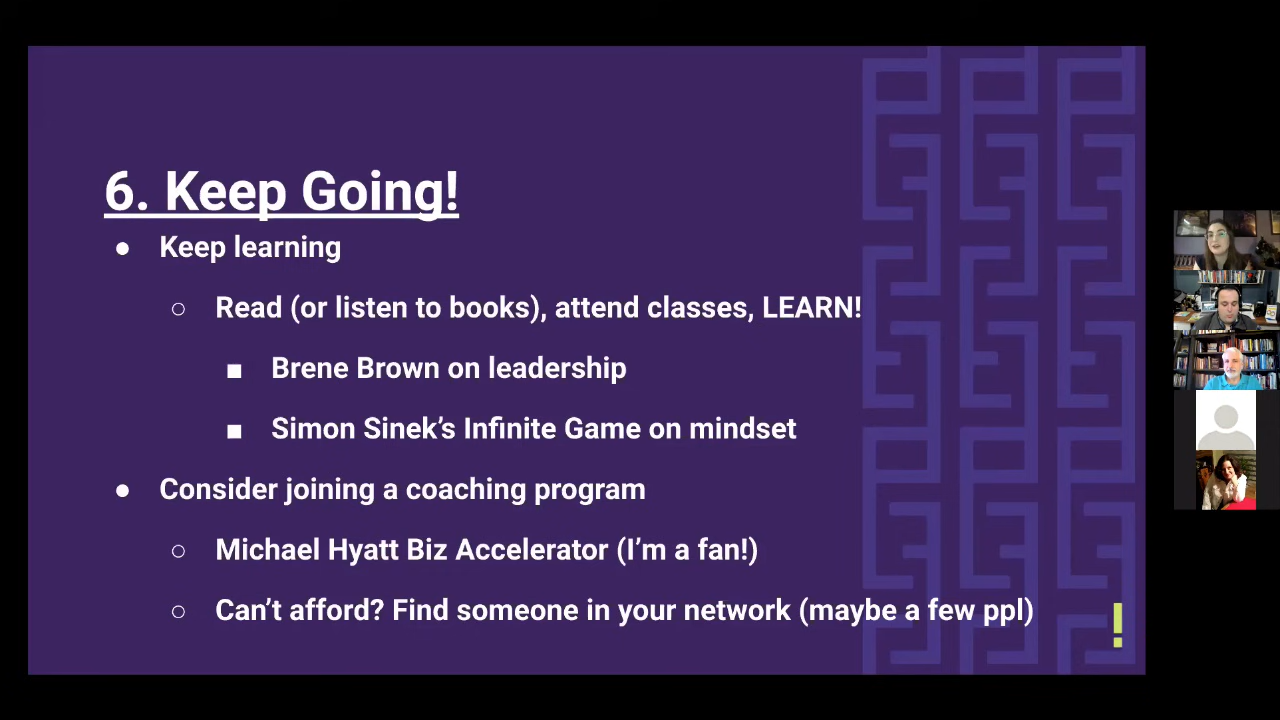 6. Keep Going!
● Keep learning
○ Read (or listen to books), attend classes, LEARN!
■ Brene Brown on leadership
■ Simon Sinek’s Infinite Game on mindset
● Consider joining a coaching program
○ Michael Hyatt Biz Accelerator (I’m a fan!)
○ Can’t afford? Find someone in your network (maybe a few ppl)
!